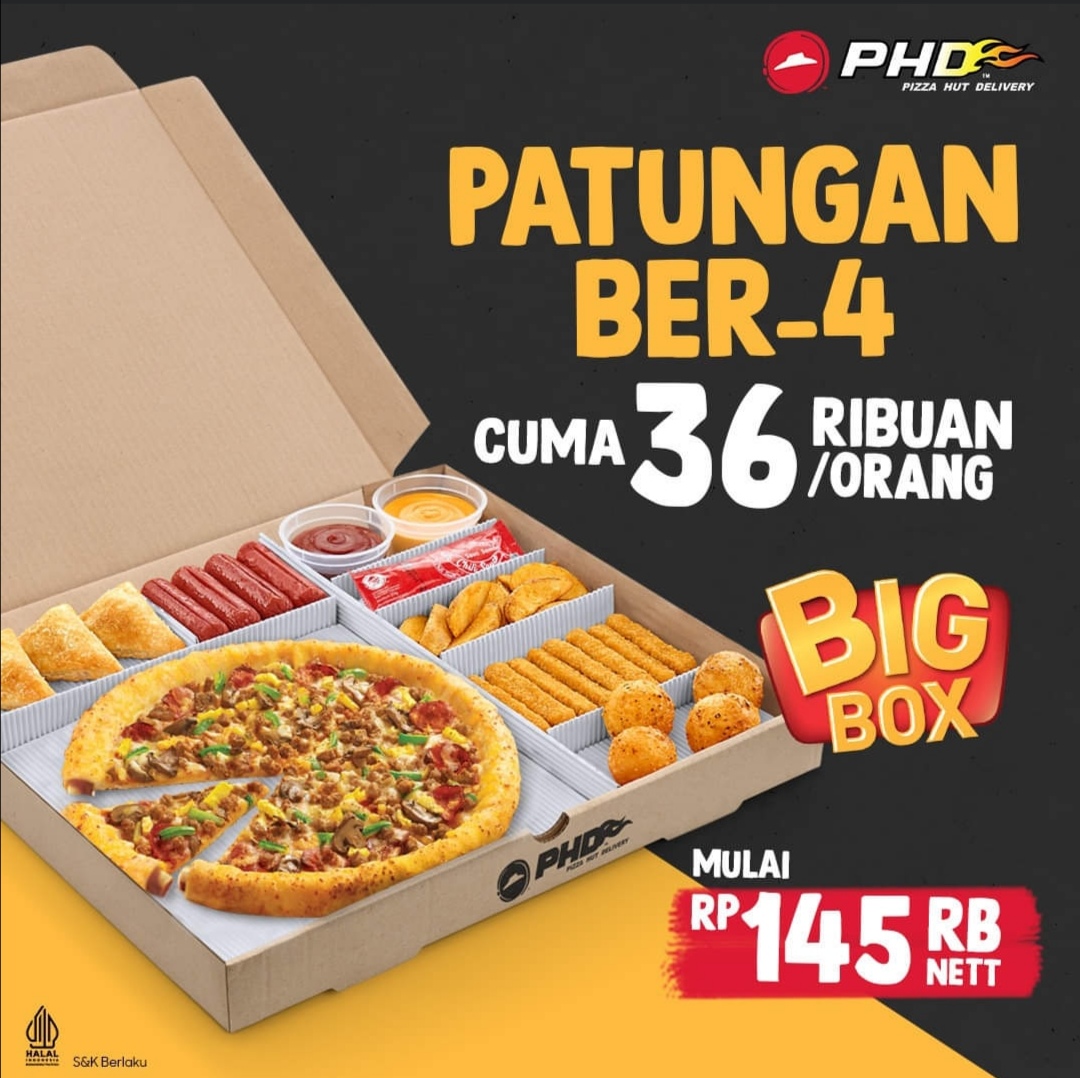 PHD
PIZZA HUT DELIVERY
PATUNGAN
BER-4
CUMA 36 RIBUAN
/ORANG
BIG
BOX
PHD
PIZZA HUT DELIVERY
MULAI
RP 145 RB
NETT
HALAL
INDONESIA
S&K Berlaku